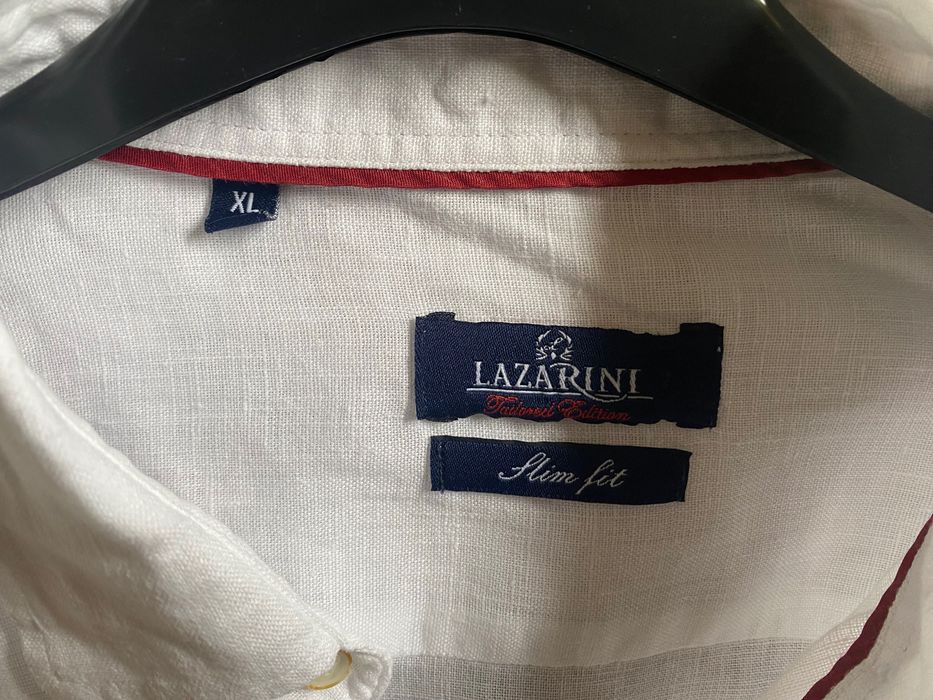 XL
LAZARINI
Tailored Edition
Slim fit